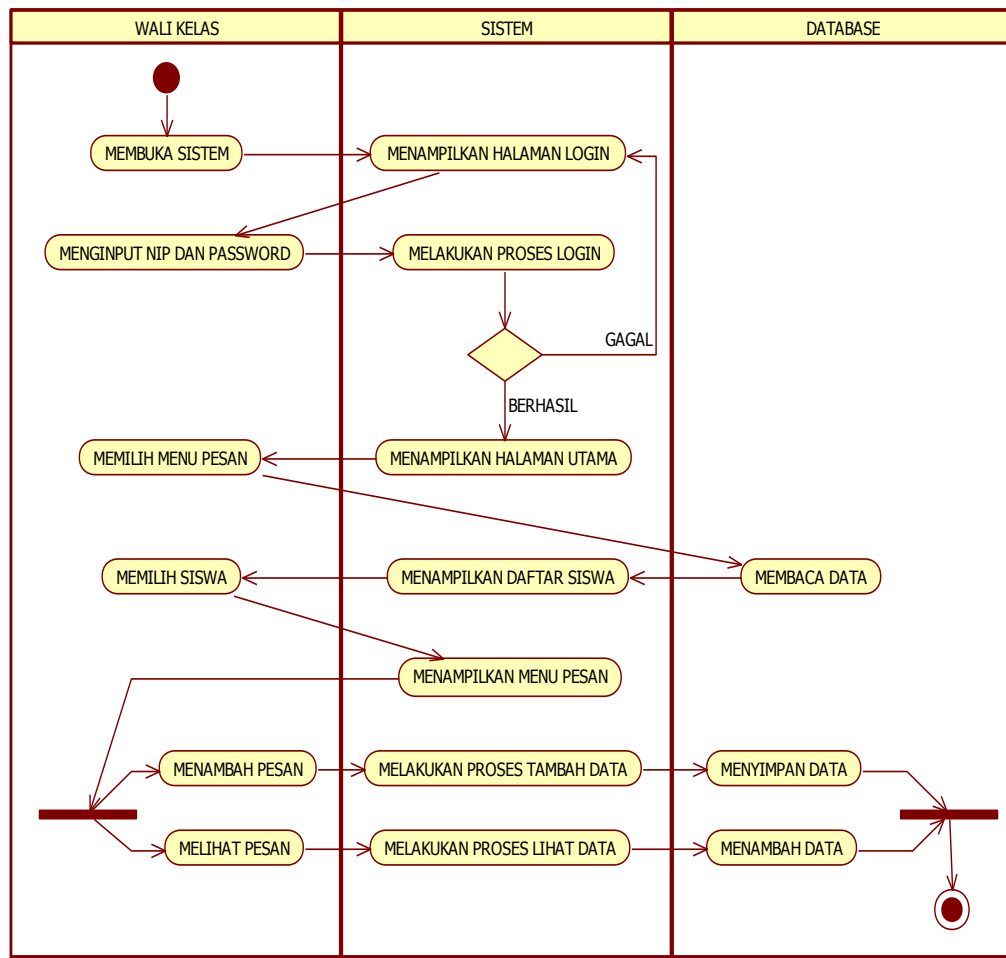 WALI KELAS
SISTEM
DATABASE
MEMBUKA SISTEM
MENAMPILKAN HALAMAN LOGIN
MENGINPUT NIP DAN PASSWORD
MELAKUKAN PROSES LOGIN
GAGAL
BERHASIL
MEMILIH MENU PESAN
MENAMPILKAN HALAMAN UTAMA
MEMILIH SISWA
MENAMPILKAN DAFTAR SISWA
MEMBACA DATA
MENAMPILKAN MENU PESAN
MENAMBAH PESAN
MELAKUKAN PROSES TAMBAH DATA
MENYIMPAN DATA
MELIHAT PESAN
MELAKUKAN PROSES LIHAT DATA
MENAMBAH DATA